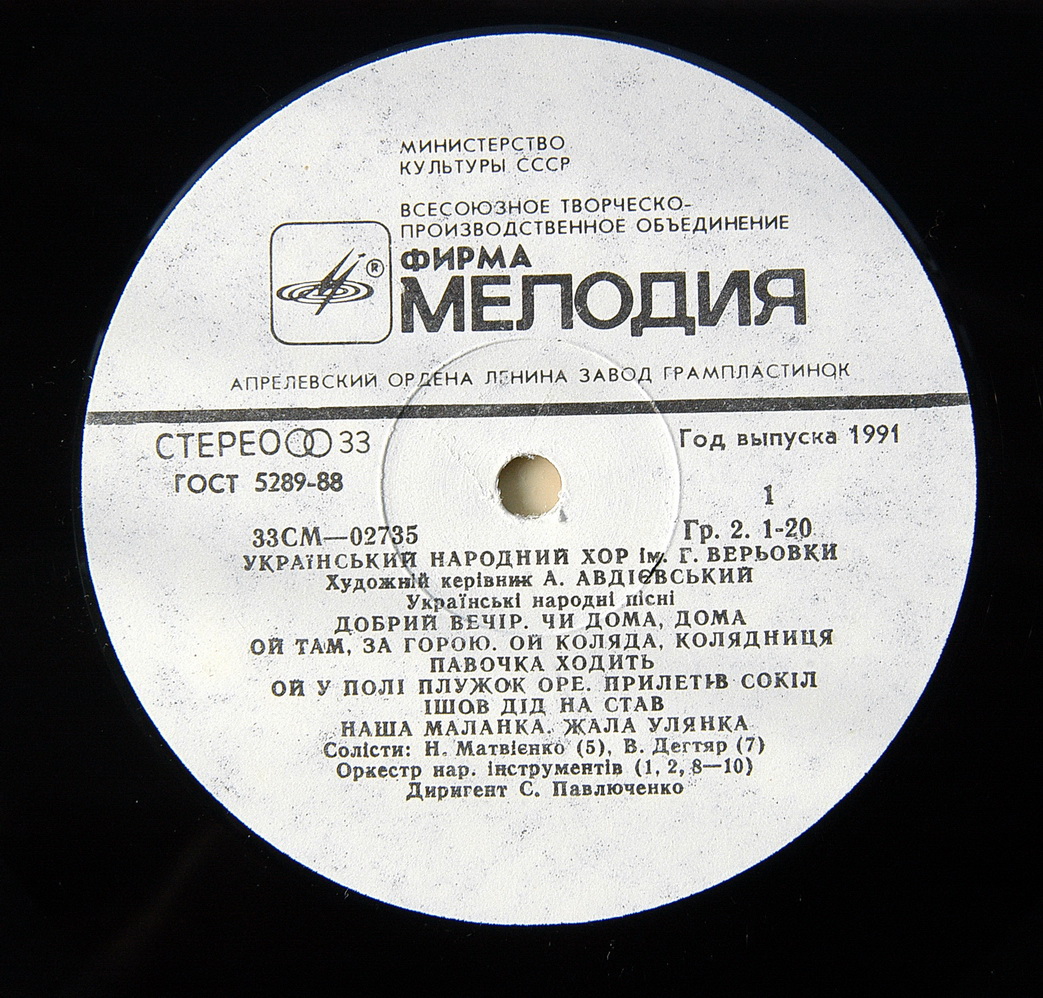 МИНИСТЕРСТВО
КУЛЬТУРЫ СССР
ВСЕСОЮЗНОЕ ТВОРЧЕСКО-
ПРОИЗВОДСТВЕННОЕ ОБЪЕДИНЕНИЕ
ФИРМА
®
МЕЛОДИЯ
АПРЕЛЕВСКИЙ ОРДЕНА ЛЕНИНА ЗАВОД ГРАМПЛАСТИНОК
СТЕРЕО 33
Год выпуска 1991
ГОСТ 5289-88
1
33СМ—02735
Гр. 2. 1-20
УКРАЇНСЬКИЙ НАРОДНИЙ ХОР ім. Г. ВЕРЬОВКИ
Художній керівник А. АВДІЄВСЬКИЙ
Українські народні пісні
ДОБРИЙ ВЕЧІР. ЧИ ДОМА, ДОМА
ОЙ ТАМ, ЗА ГОРОЮ. ОЙ КОЛЯДА, КОЛЯДНИЦЯ
ПАВОЧКА ХОДИТЬ
ОЙ У ПОЛІ ПЛУЖОК ОРЕ. ПРИЛЕТІВ СОКІЛ
ІШОВ ДІД НА СТАВ
НАША МАЛАНКА. ЖАЛА УЛЯНКА
Солісти: Н. Матвієнко (5), В. Дегтяр (7)
Оркестр нар. інструментів (1, 2, 8—10)
Диригент С. Павлюченко